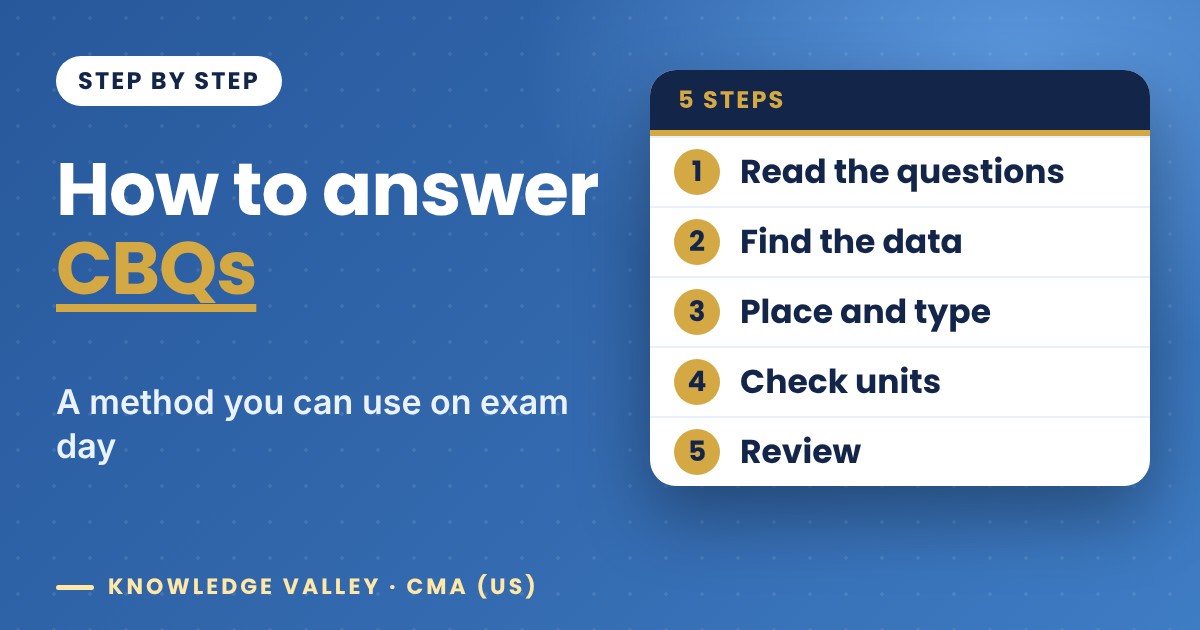 STEP BY STEP
How to answer
CBQs
A method you can use on exam
day
KNOWLEDGE VALLEY · CMA (US)
5 STEPS
1 Read the questions
2 Find the data
3 Place and type
4 Check units
5 Review